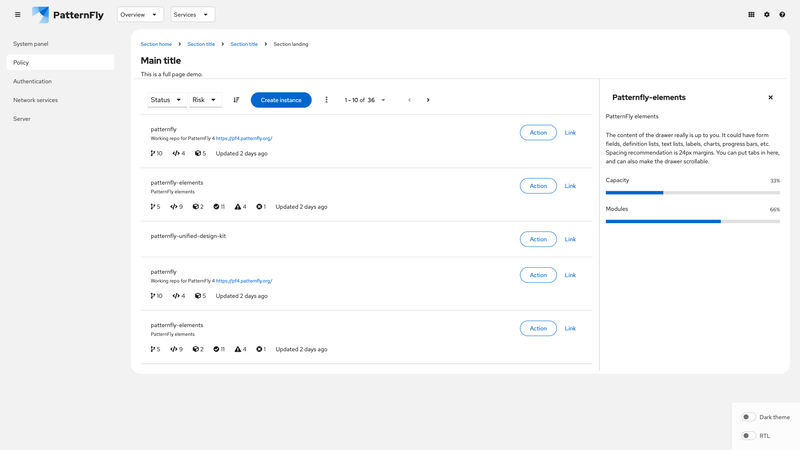 PatternFly
Overview
Services
System panel
Policy
Authentication
Network services
Server
Section home
Section title
Section title
Section landing
Main title
This is a full page demo.
Status
Risk
Create instance
1 - 10 of 36
patternfly
Working repo for PatternFly 4 https://pf4.patternfly.org/
10 4 5 Updated 2 days ago
Action
Link
patternfly-elements
PatternFly elements
5 9 2 11 4 1 Updated 2 days ago
Action
Link
patternfly-unified-design-kit
Action
Link
patternfly
Working repo for PatternFly 4 https://pf4.patternfly.org/
10 4 5 Updated 2 days ago
Action
Link
patternfly-elements
PatternFly elements
5 9 2 11 4 1 Updated 2 days ago
Action
Link
Patternfly-elements
PatternFly elements
The content of the drawer really is up to you. It could have form
fields, definition lists, text lists, labels, charts, progress bars, etc.
Spacing recommendation is 24px margins. You can put tabs in here,
and can also make the drawer scrollable.
Capacity
33%
Modules
66%
Dark theme
RTL